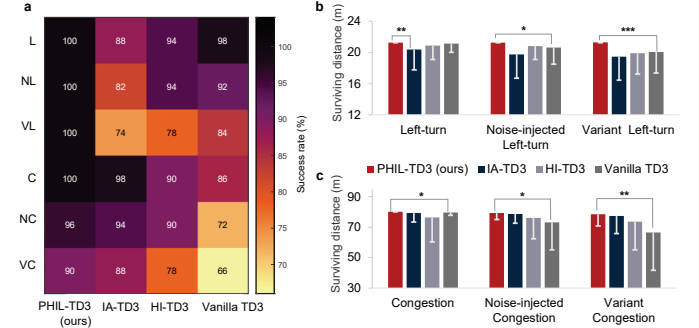 a
L
NL
VL
C
NC
VC
100 88 94 98
100 82 94 92
100 74 78 84
100 98 90 86
96 94 90 72
90 88 78 66
PHIL-TD3
(ours)
IA-TD3
HI-TD3
Vanilla TD3
100
95
90
85
80
75
70
Success rate (%)
b
Surviving distance (m)
24
20
16
12
**
*
***
Left-turn
Noise-injected
Left-turn
Variant Left-turn
PHIL-TD3 (ours) IA-TD3 HI-TD3 Vanilla TD3
c
Surviving distance (m)
90
70
50
30
*
*
**
Congestion
Noise-injected
Congestion
Variant
Congestion